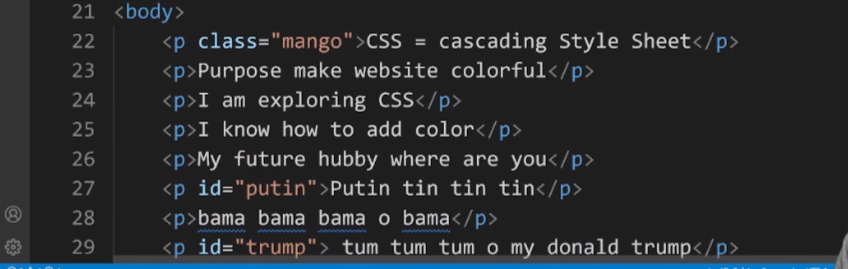 21 <body>
22 <p class="mango">CSS = cascading Style Sheet</p>
23 <p>Purpose make website colorful</p>
24 <p>I am exploring CSS</p>
25 <p>I know how to add color</p>
26 <p>My future hubby where are you</p>
27 <p id="putin">Putin tin tin tin</p>
28 <p>bama bama bama o bama</p>
29 <p id="trump"> tum tum tum o my donald trump</p>